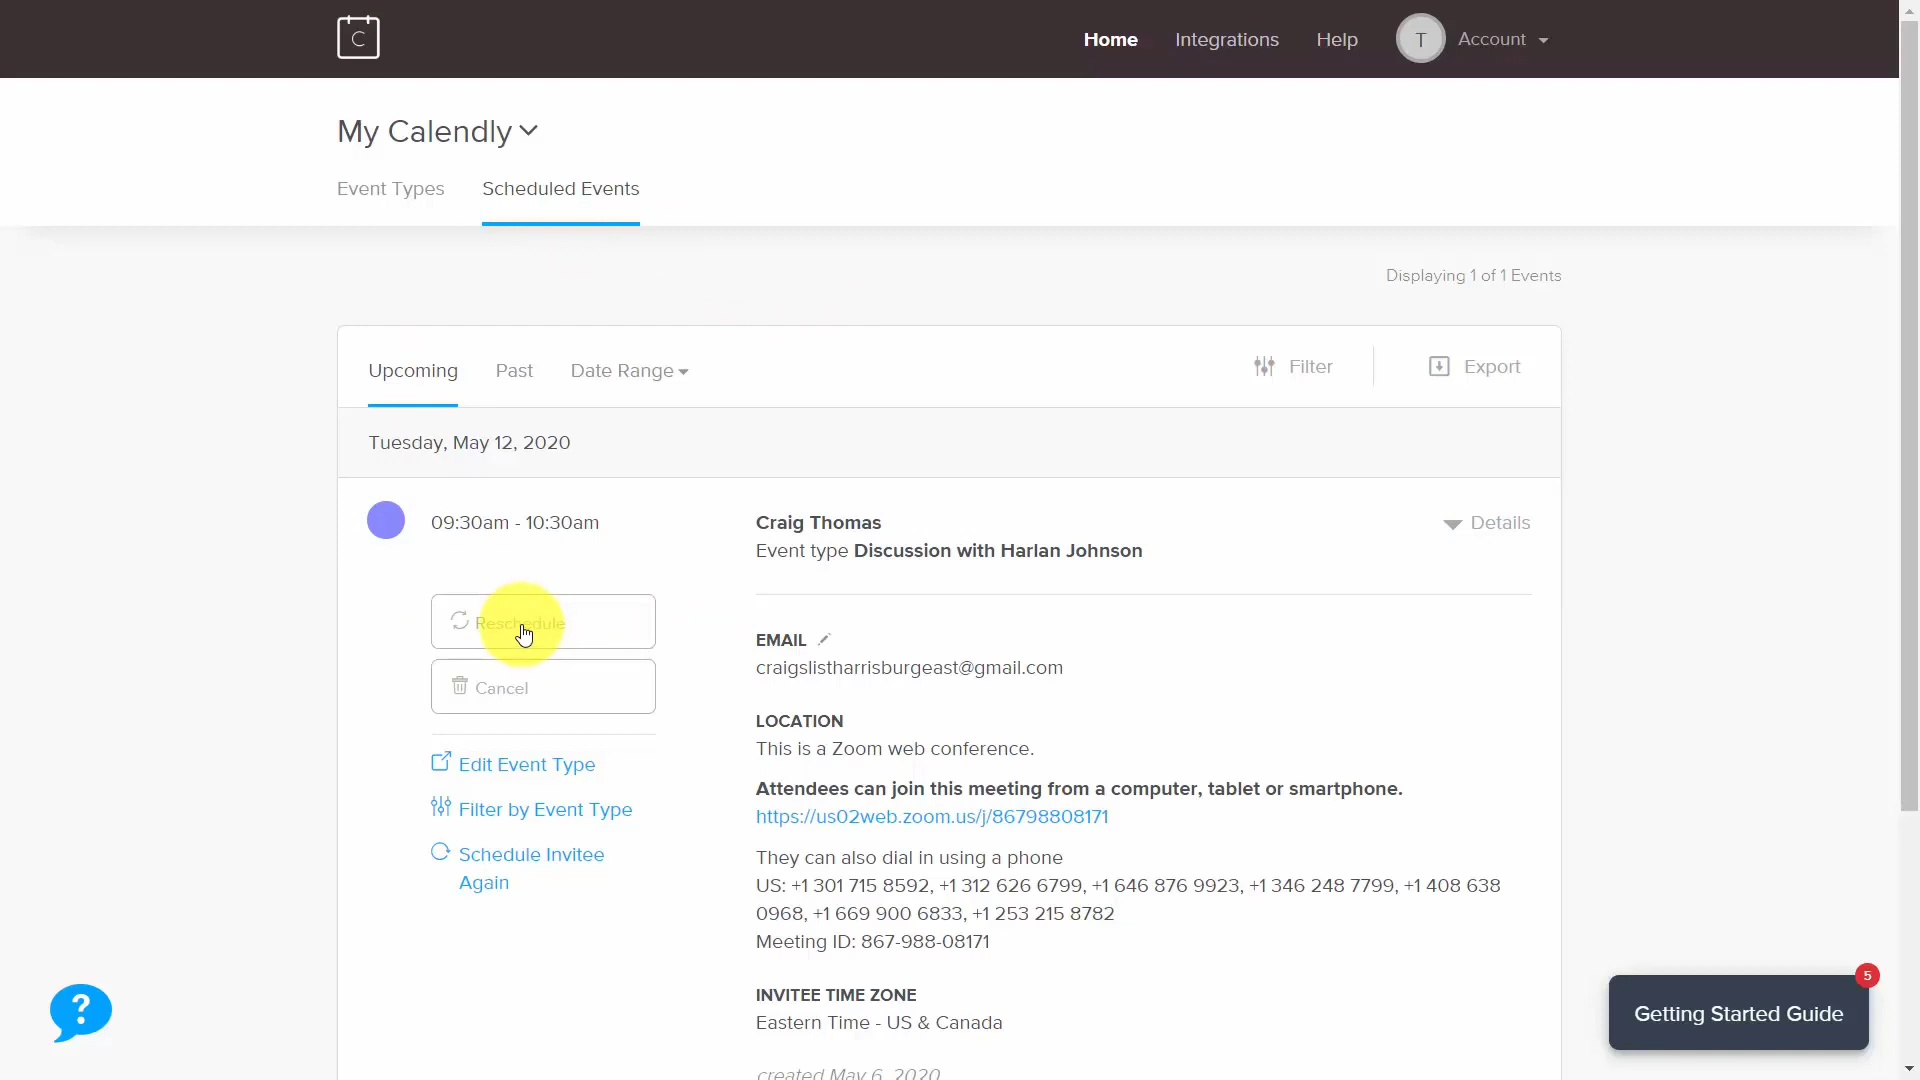 C
Home Integrations Help T Account
My Calendly
Event Types Scheduled Events
Displaying 1 of 1 Events
Upcoming Past Date Range Filter Export
Tuesday, May 12, 2020
09:30am - 10:30am
Craig Thomas
Event type Discussion with Harlan Johnson
Details
Reschedule
Cancel
Edit Event Type
Filter by Event Type
Schedule Invitee
Again
EMAIL
craigslistharrisburgeast@gmail.com
LOCATION
This is a Zoom web conference.
Attendees can join this meeting from a computer, tablet or smartphone.
https://us02web.zoom.us/j/86798808171
They can also dial in using a phone
US: +1 301 715 8592, +1 312 626 6799, +1 646 876 9923, +1 346 248 7799, +1 408 638
0968, +1 669 900 6833, +1 253 215 8782
Meeting ID: 867-988-08171
INVITEE TIME ZONE
Eastern Time - US & Canada
created May 6, 2020
?
5
Getting Started Guide